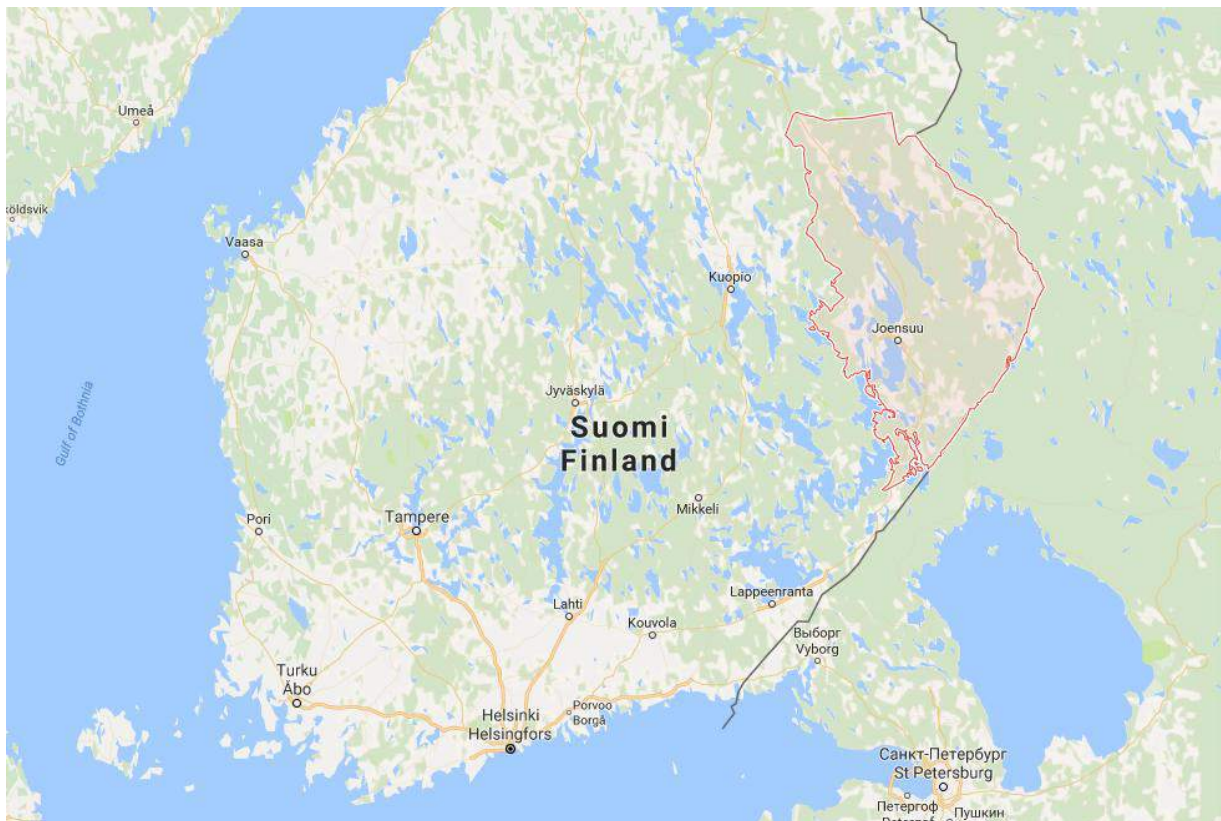 Umeå
köldsvik
Vaasa
Kuopio
Joensuu
Gulf of Bothnia
Jyväskylä
Suomi
Finland
Mikkeli
Pori
Tampere
Lappeenranta
Lahti
Kouvola
Выборг
Vyborg
Turku
Åbo
Porvoo
Borgå
Helsinki
Helsingfors
Санкт-Петербург
St Petersburg
Петергоф
Пушкин